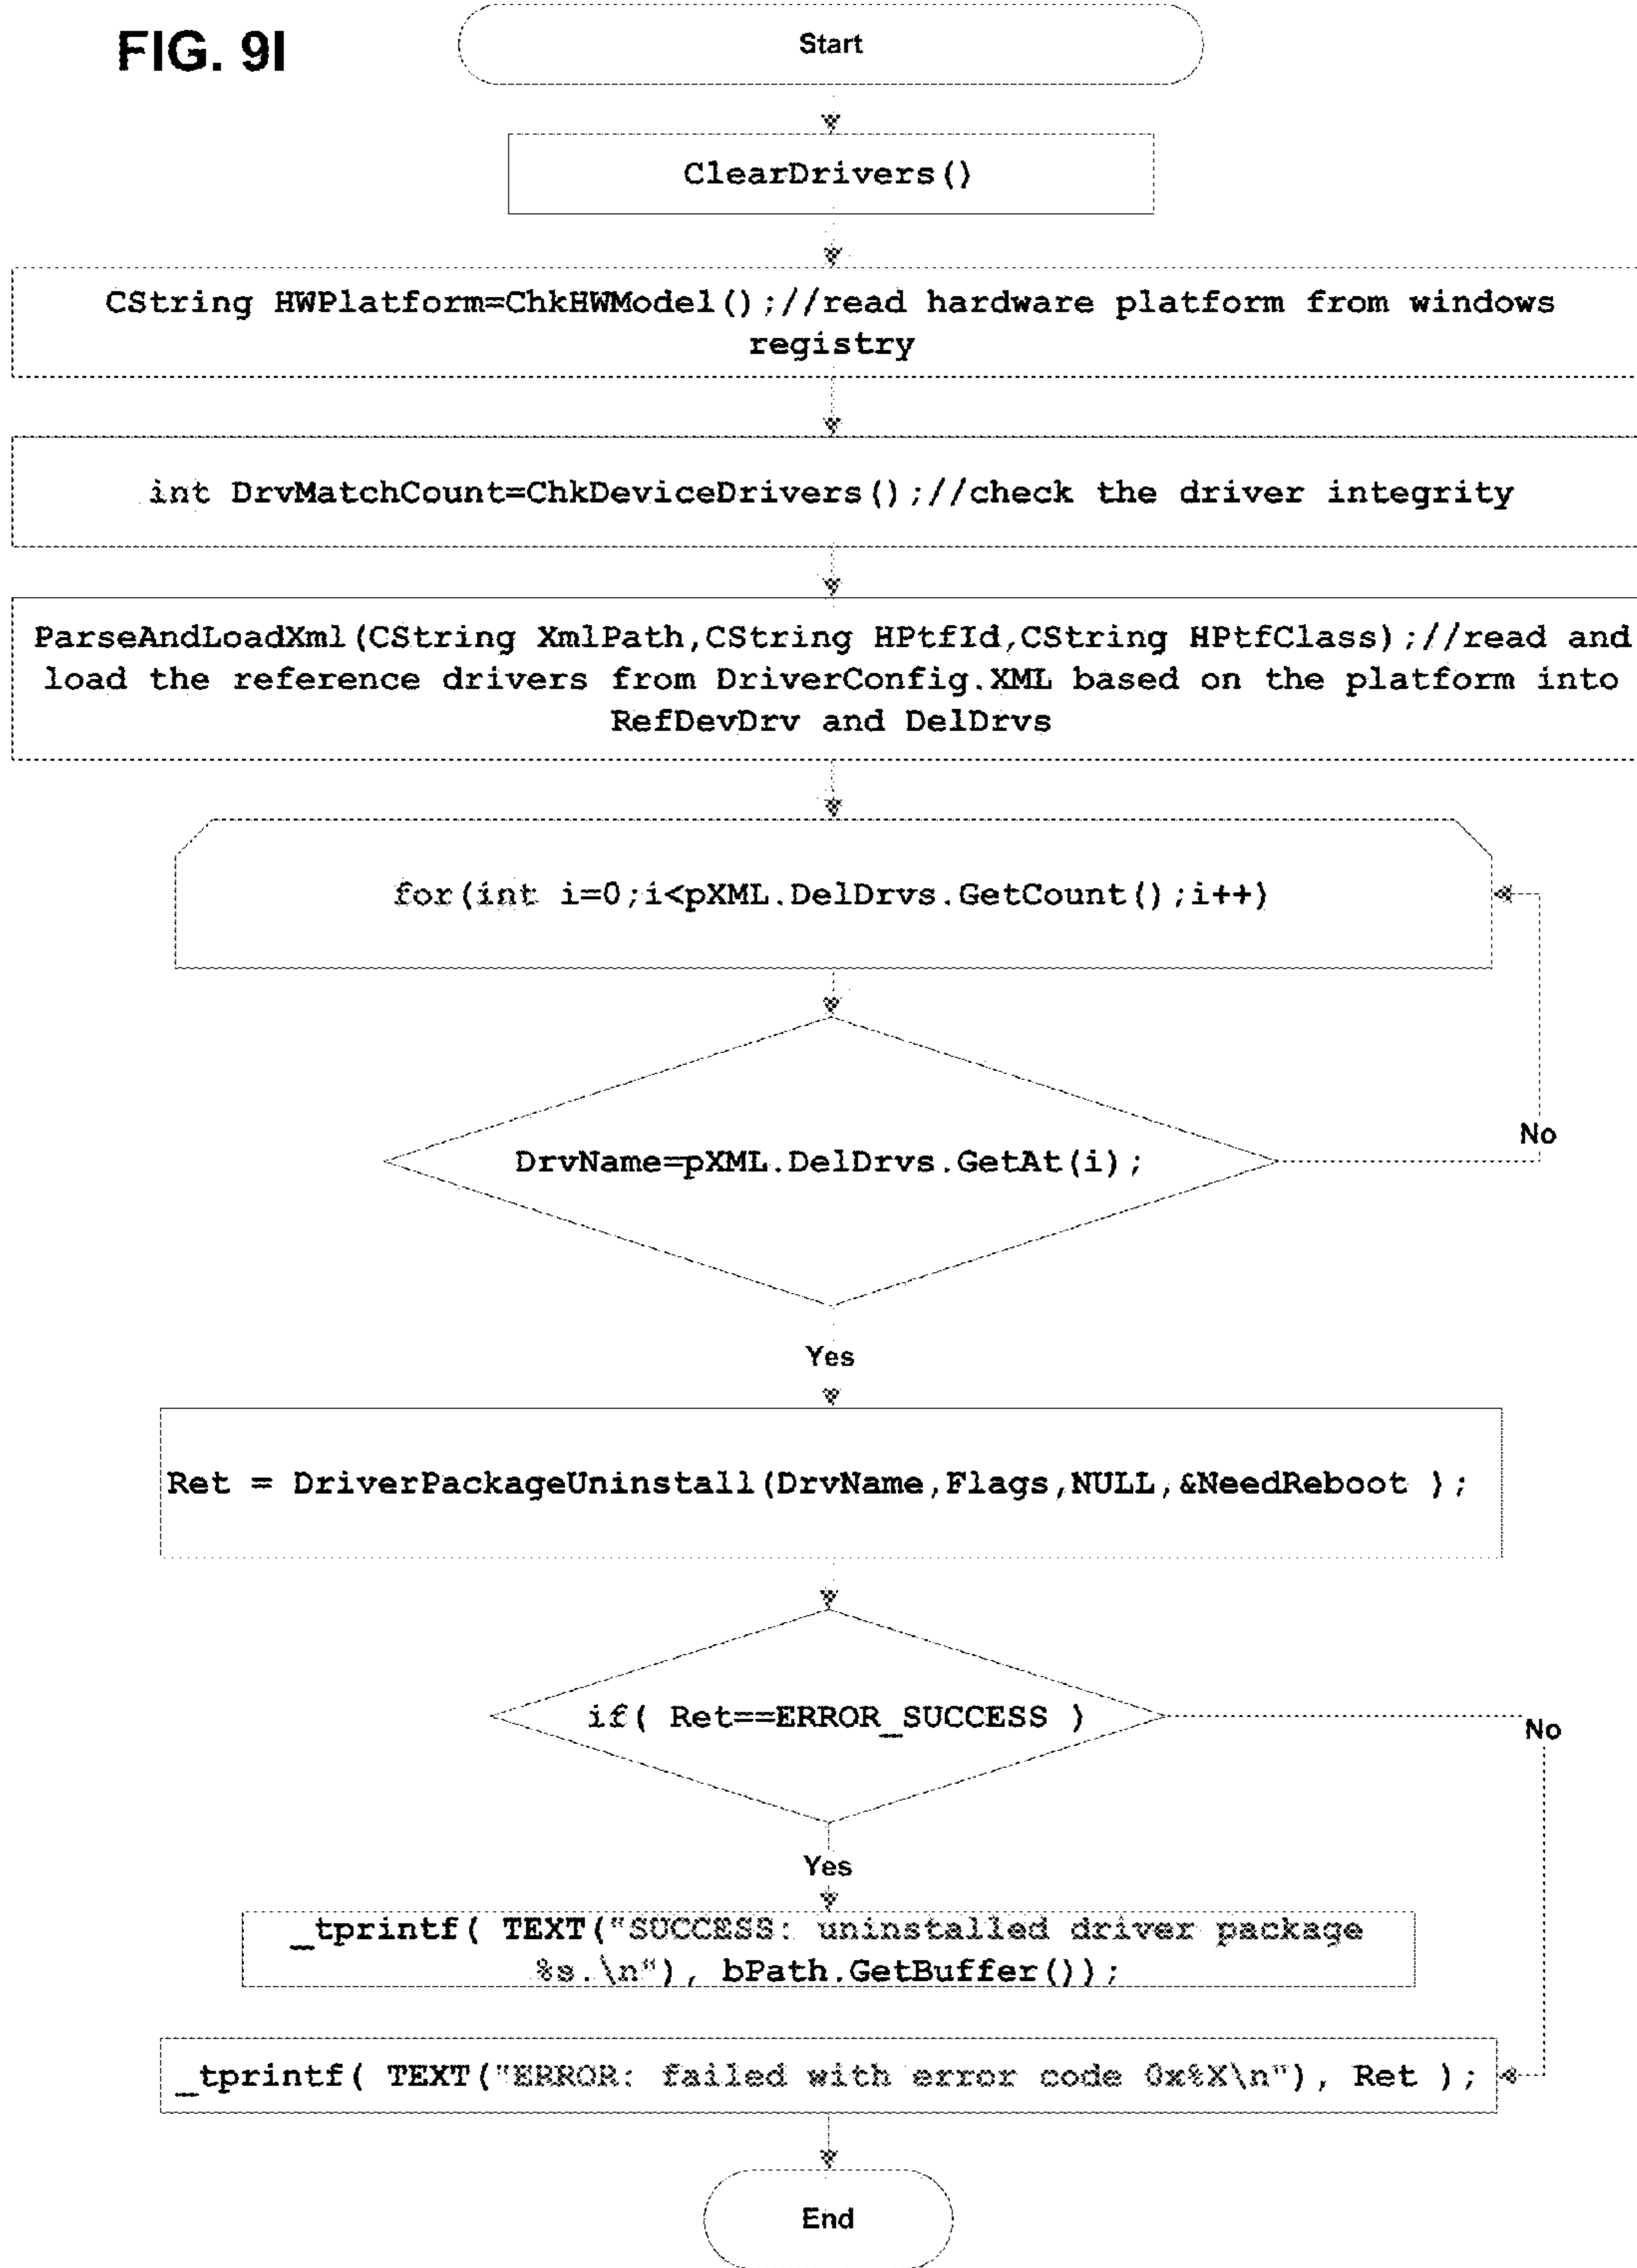 FIG. 9I
Start
ClearDrivers()
CString HWPlatform=ChkHWModel();//read hardware platform from windows
registry
int DrvMatchCount=ChkDeviceDrivers();//check the driver integrity
ParseAndLoadXml(CString XmlPath,CString HPtfId,CString HPtfClass);//read and
load the reference drivers from DriverConfig.XML based on the platform into
RefDevDrv and DelDrvs
for(int i=0;i<pXML.DelDrvs.GetCount();i++)
DrvName=pXML.DelDrvs.GetAt(i);
No
Yes
Ret = DriverPackageUninstall(DrvName,Flags,NULL,&NeedReboot );
if( Ret==ERROR_SUCCESS )
No
Yes
_tprintf( TEXT("SUCCESS: uninstalled driver package
%s.\n"), bPath.GetBuffer());
_tprintf( TEXT("ERROR: failed with error code 0x%X\n"), Ret );
End